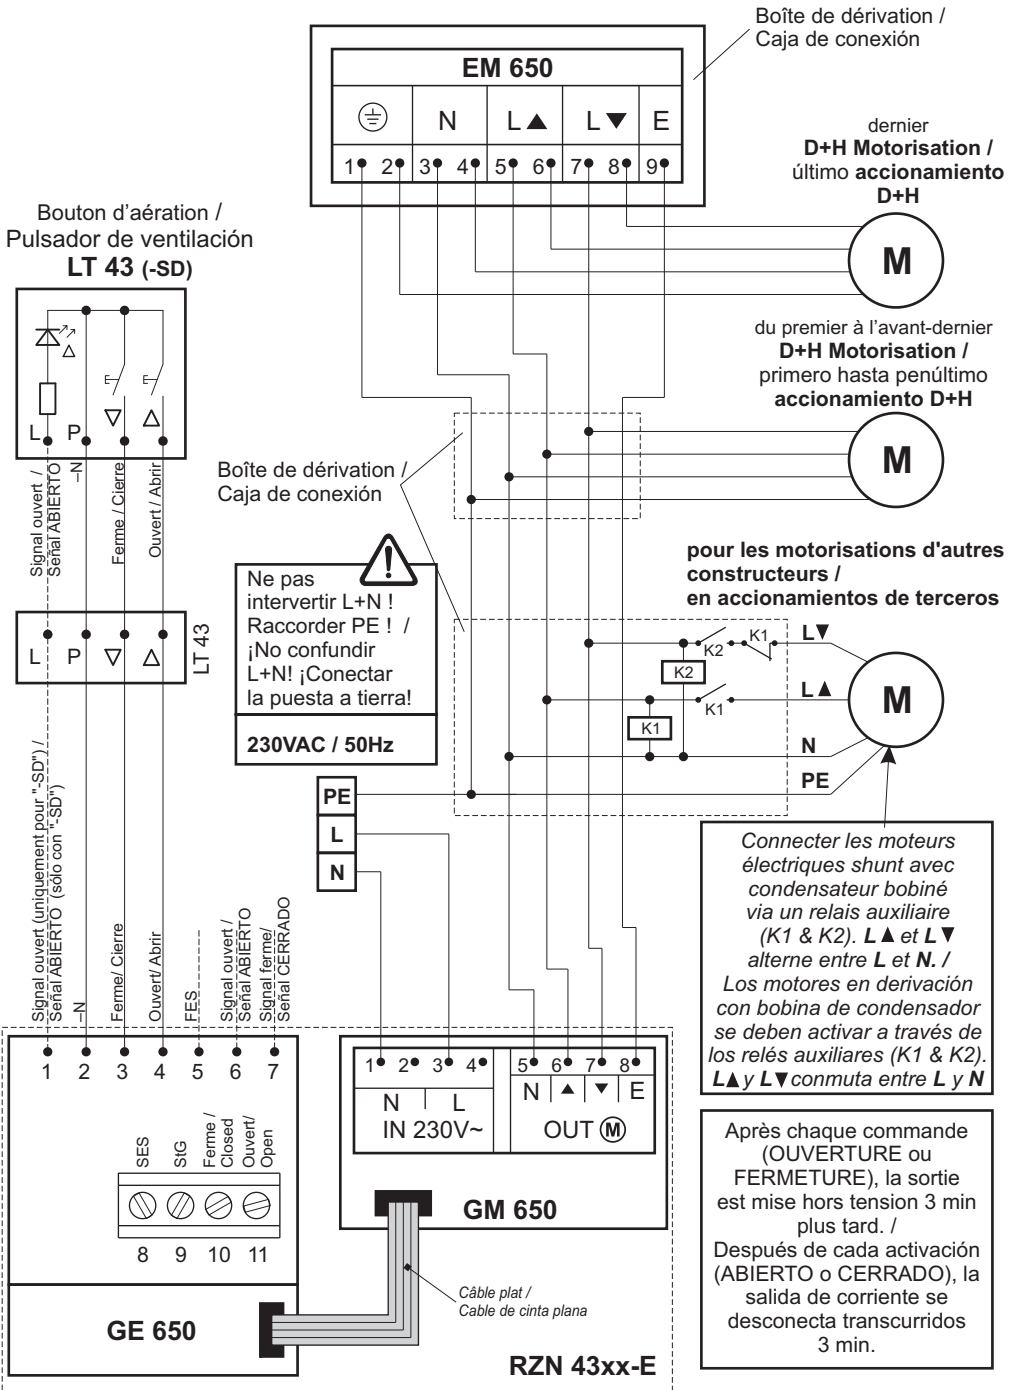 Boîte de dérivation /
Caja de conexión
EM 650
N L▲ L▼ E
1 2 3 4 5 6 7 8 9
dernier
D+H Motorisation /
último accionamiento
D+H
M
Bouton d'aération /
Pulsador de ventilación
LT 43 (-SD)
L P ▽ △
Signal ouvert /
Señal ABIERTO
–N
Ferme / Cierre
Ouvert / Abrir
du premier à l'avant-dernier
D+H Motorisation /
primero hasta penúltimo
accionamiento D+H
M
Boîte de dérivation /
Caja de conexión
Ne pas
intervertir L+N !
Raccorder PE ! /
¡No confundir
L+N! ¡Conectar
la puesta a tierra!
230VAC / 50Hz
pour les motorisations d'autres
constructeurs /
en accionamientos de terceros
K2
K1
K2
K1
K1
L▼
L▲
N
PE
M
L P ▽ △
LT 43
PE
L
N
Connecter les moteurs
électriques shunt avec
condensateur bobiné
via un relais auxiliaire
(K1 & K2). L▲ et L▼
alterne entre L et N. /
Los motores en derivación
con bobina de condensador
se deben activar a través de
los relés auxiliares (K1 & K2).
L▲ y L▼ conmuta entre L y N
Signal ouvert (uniquement pour "-SD") /
Señal ABIERTO (sólo con "-SD")
–N
Ferme/ Cierre
Ouvert/ Abrir
FES
Signal ouvert /
Señal ABIERTO
Signal ferme/
Señal CERRADO
1 2 3 4 5 6 7
SES
StG
Ferme /
Closed
Ouvert/
Open
8 9 10 11
GE 650
1 2 3 4 5 6 7 8
N L
IN 230V~
N ▲ ▼ E
OUT M
GM 650
Câble plat /
Cable de cinta plana
RZN 43xx-E
Après chaque commande
(OUVERTURE ou
FERMETURE), la sortie
est mise hors tension 3 min
plus tard. /
Después de cada activación
(ABIERTO o CERRADO), la
salida de corriente se
desconecta transcurridos
3 min.